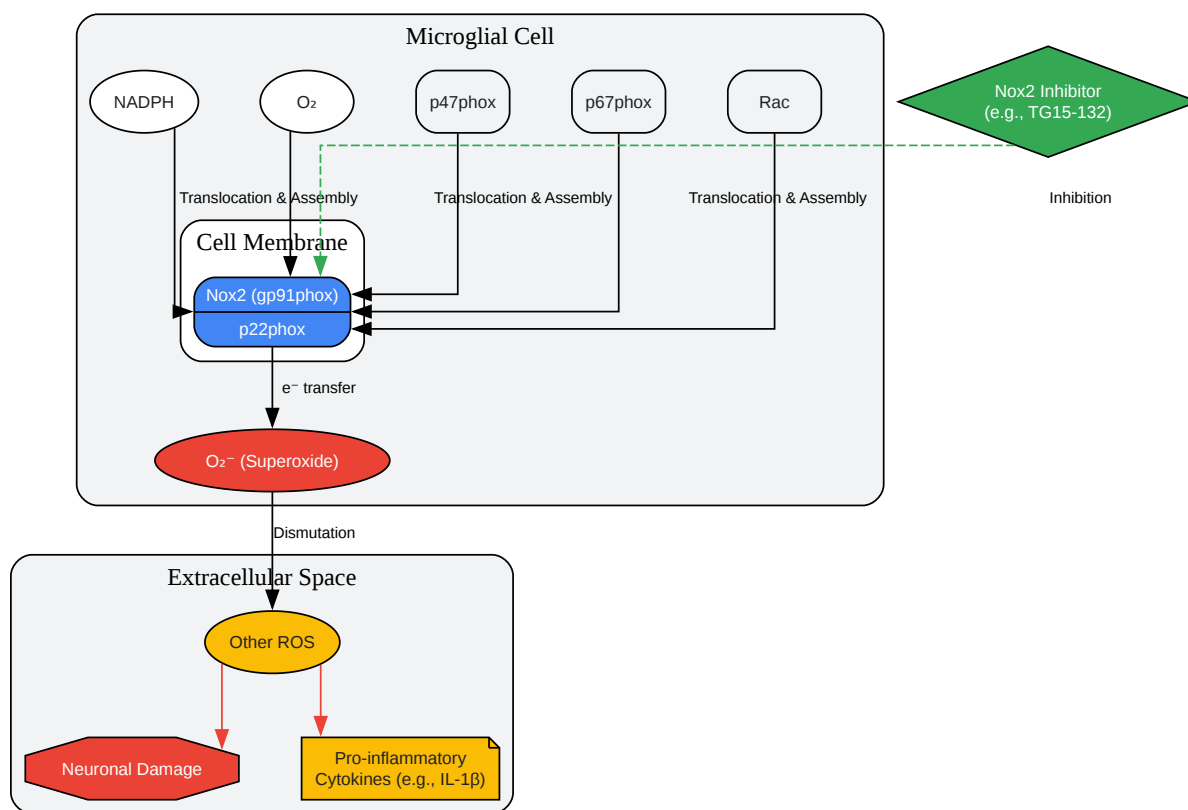 Microglial Cell
NADPH
O₂
p47phox
p67phox
Rac
Nox2 Inhibitor
(e.g., TG15-132)
Translocation & Assembly
Translocation & Assembly
Translocation & Assembly
Inhibition
Cell Membrane
Nox2 (gp91phox)
p22phox
e⁻ transfer
O₂⁻ (Superoxide)
Dismutation
Extracellular Space
Other ROS
Neuronal Damage
Pro-inflammatory
Cytokines (e.g., IL-1β)